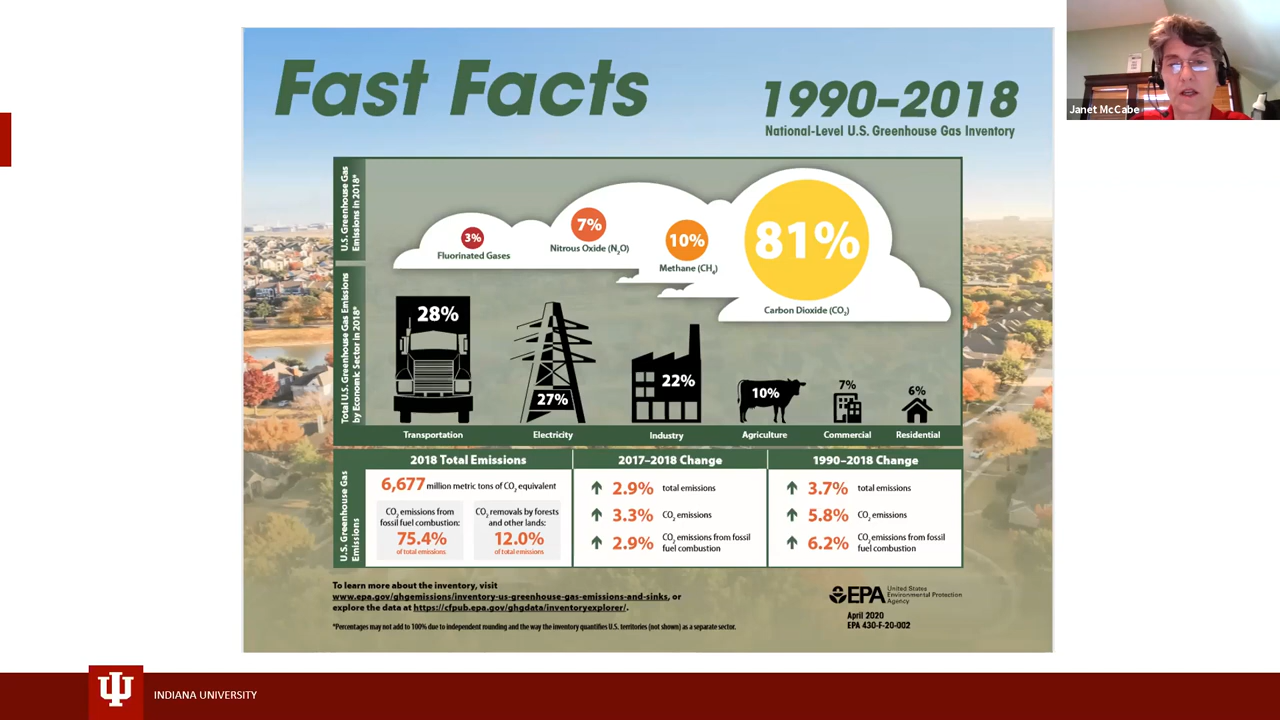 Fast Facts
1990–2018
National-Level U.S. Greenhouse Gas Inventory
Janet McCabe
U.S. Greenhouse Gas
Emissions in 2018*
3%
Fluorinated Gases
7%
Nitrous Oxide (N₂O)
10%
Methane (CH₄)
81%
Carbon Dioxide (CO₂)
Total U.S. Greenhouse Gas Emissions
by Economic Sector in 2018*
28%
27%
22%
10%
7%
6%
Transportation
Electricity
Industry
Agriculture
Commercial
Residential
U.S. Greenhouse Gas
Emissions
2018 Total Emissions
6,677 million metric tons of CO₂ equivalent
CO₂ emissions from
fossil fuel combustion:
75.4%
of total emissions
CO₂ removals by forests
and other lands:
12.0%
of total emissions
2017–2018 Change
↑ 2.9% total emissions
↑ 3.3% CO₂ emissions
↑ 2.9% CO₂ emissions from fossil
fuel combustion
1990–2018 Change
↑ 3.7% total emissions
↑ 5.8% CO₂ emissions
↑ 6.2% CO₂ emissions from fossil
fuel combustion
To learn more about the inventory, visit
www.epa.gov/ghgemissions/inventory-us-greenhouse-gas-emissions-and-sinks, or
explore the data at https://cfpub.epa.gov/ghgdata/inventoryexplorer/.
*Percentages may not add to 100% due to independent rounding and the way the inventory quantifies U.S. territories (not shown) as a separate sector.
EPA
United States
Environmental Protection
Agency
April 2020
EPA 430-F-20-002
INDIANA UNIVERSITY